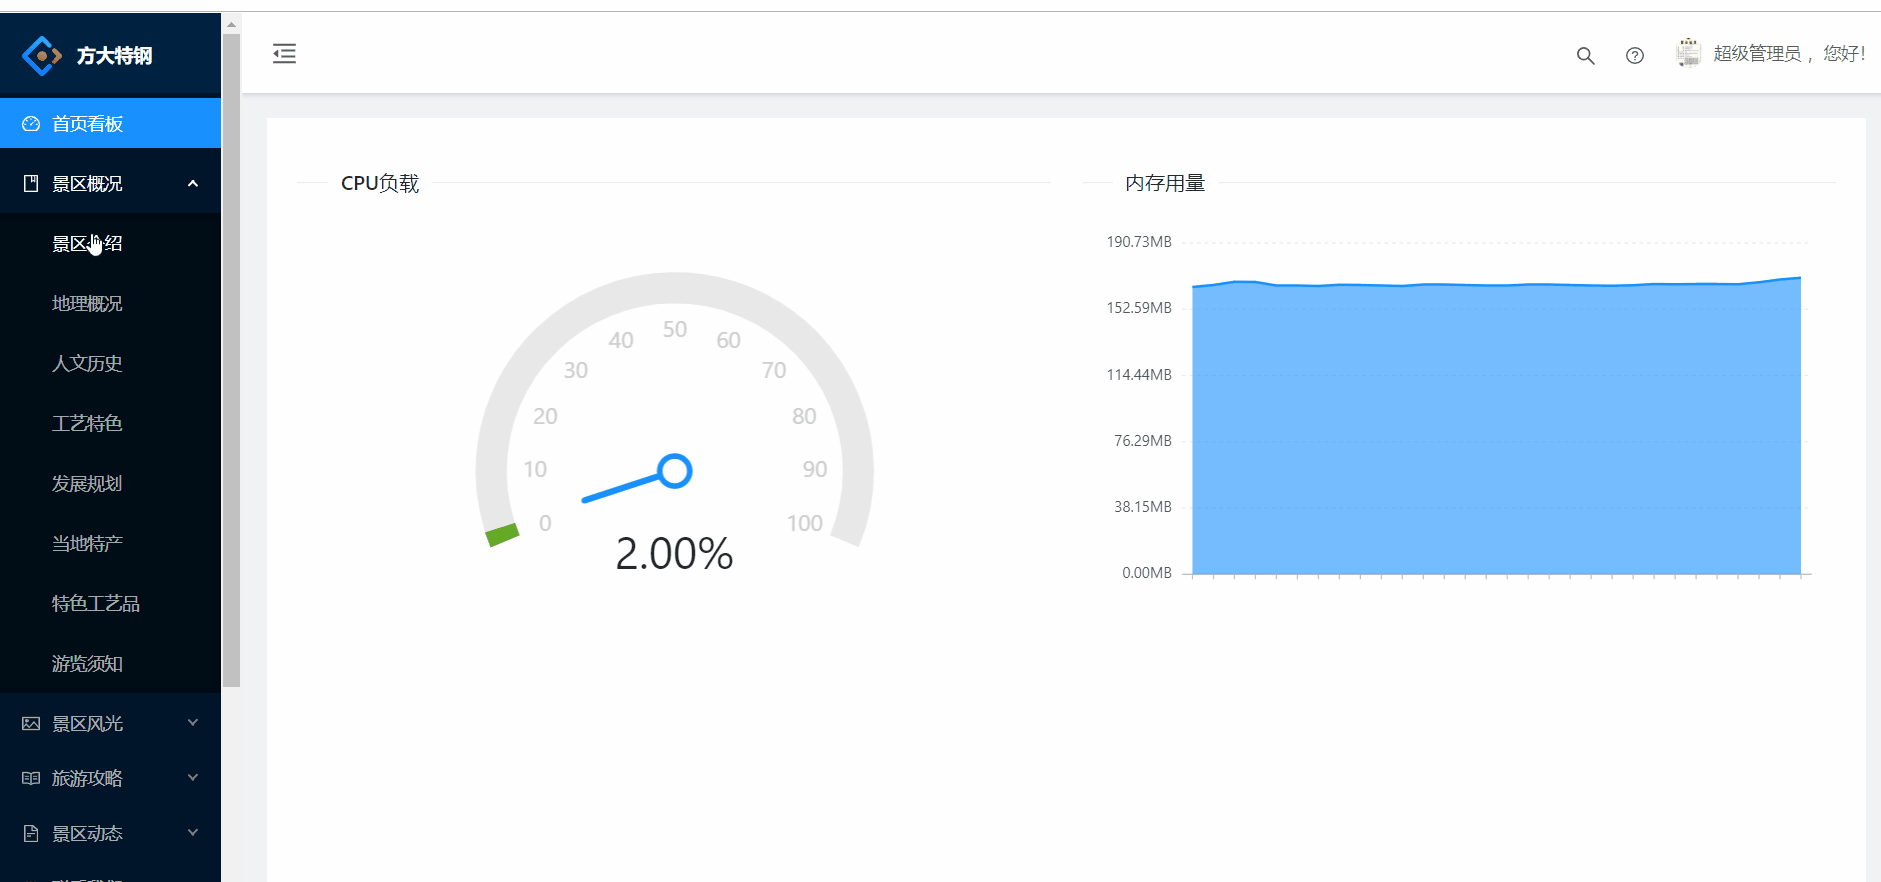 方大特钢
超级管理员，您好！
首页看板
景区概况
景区介绍
地理概况
人文历史
工艺特色
发展规划
当地特产
特色工艺品
游览须知
景区风光
旅游攻略
景区动态
CPU负载
50
40
60
30
70
20
80
10
90
0
100
2.00%
内存用量
190.73MB
152.59MB
114.44MB
76.29MB
38.15MB
0.00MB